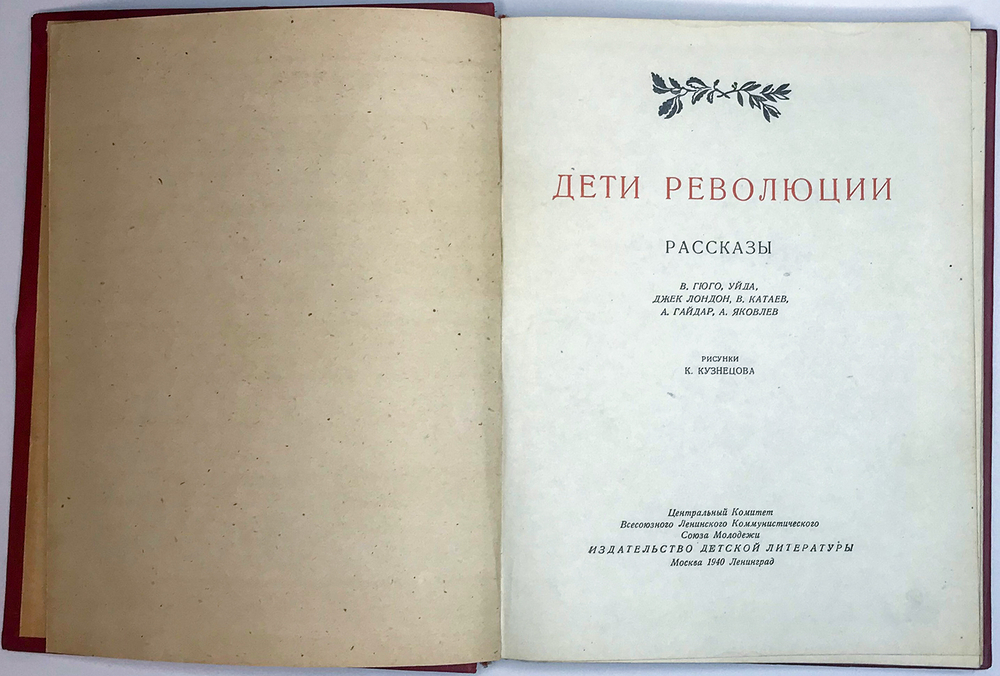 ДЕТИ РЕВОЛЮЦИИ
РАССКАЗЫ
В. ГЮГО, УЙДА,
ДЖЕК ЛОНДОН, В. КАТАЕВ,
А. ГАЙДАР, А. ЯКОВЛЕВ
РИСУНКИ
К. КУЗНЕЦОВА
Центральный Комитет
Всесоюзного Ленинского Коммунистического
Союза Молодежи
ИЗДАТЕЛЬСТВО ДЕТСКОЙ ЛИТЕРАТУРЫ
Москва 1940 Ленинград